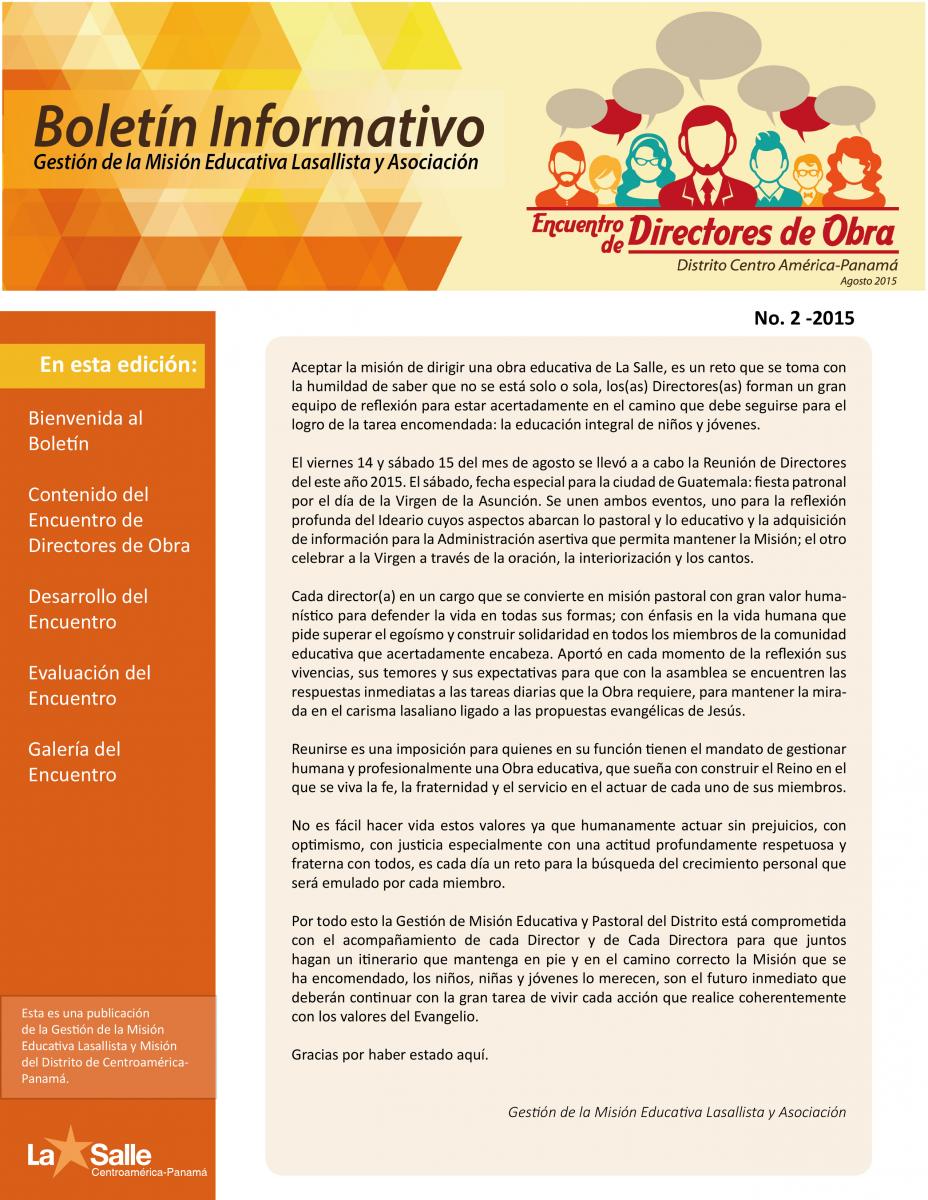 Boletín Informativo
Gestión de la Misión Educativa Lasallista y Asociación
Encuentro
de Directores de Obra
Distrito Centro América-Panamá
Agosto 2015
No. 2 -2015
En esta edición:
Bienvenida al
Boletín
Contenido del
Encuentro de
Directores de Obra
Desarrollo del
Encuentro
Evaluación del
Encuentro
Galería del
Encuentro
Esta es una publicación
de la Gestión de la Misión
Educativa Lasallista y Misión
del Distrito de Centroamérica-
Panamá.
La Salle
Centroamérica-Panamá
Aceptar la misión de dirigir una obra educativa de La Salle, es un reto que se toma con
la humildad de saber que no se está solo o sola, los(as) Directores(as) forman un gran
equipo de reflexión para estar acertadamente en el camino que debe seguirse para el
logro de la tarea encomendada: la educación integral de niños y jóvenes.
El viernes 14 y sábado 15 del mes de agosto se llevó a a cabo la Reunión de Directores
del este año 2015. El sábado, fecha especial para la ciudad de Guatemala: fiesta patronal
por el día de la Virgen de la Asunción. Se unen ambos eventos, uno para la reflexión
profunda del Ideario cuyos aspectos abarcan lo pastoral y lo educativo y la adquisición
de información para la Administración asertiva que permita mantener la Misión; el otro
celebrar a la Virgen a través de la oración, la interiorización y los cantos.
Cada director(a) en un cargo que se convierte en misión pastoral con gran valor huma-
nístico para defender la vida en todas sus formas; con énfasis en la vida humana que
pide superar el egoísmo y construir solidaridad en todos los miembros de la comunidad
educativa que acertadamente encabeza. Aportó en cada momento de la reflexión sus
vivencias, sus temores y sus expectativas para que con la asamblea se encuentren las
respuestas inmediatas a las tareas diarias que la Obra requiere, para mantener la mira-
da en el carisma lasaliano ligado a las propuestas evangélicas de Jesús.
Reunirse es una imposición para quienes en su función tienen el mandato de gestionar
humana y profesionalmente una Obra educativa, que sueña con construir el Reino en el
que se viva la fe, la fraternidad y el servicio en el actuar de cada uno de sus miembros.
No es fácil hacer vida estos valores ya que humanamente actuar sin prejuicios, con
optimismo, con justicia especialmente con una actitud profundamente respetuosa y
fraterna con todos, es cada día un reto para la búsqueda del crecimiento personal que
será emulado por cada miembro.
Por todo esto la Gestión de Misión Educativa y Pastoral del Distrito está comprometida
con el acompañamiento de cada Director y de Cada Directora para que juntos
hagan un itinerario que mantenga en pie y en el camino correcto la Misión que se
ha encomendado, los niños, niñas y jóvenes lo merecen, son el futuro inmediato que
deberán continuar con la gran tarea de vivir cada acción que realice coherentemente
con los valores del Evangelio.
Gracias por haber estado aquí.
Gestión de la Misión Educativa Lasallista y Asociación